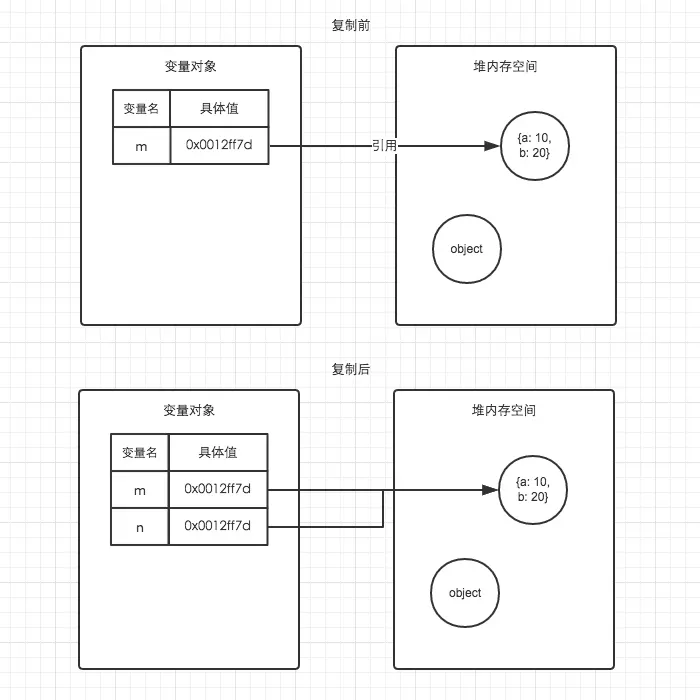 复制前
变量对象
堆内存空间
变量名 具体值
m 0x0012ff7d
引用
{a: 10,
b: 20}
object
复制后
变量对象
堆内存空间
变量名 具体值
m 0x0012ff7d
n 0x0012ff7d
{a: 10,
b: 20}
object